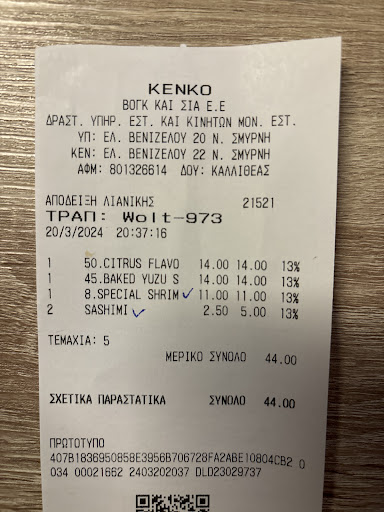 KENKO
ΒΟΓΚ ΚΑΙ ΣΙΑ Ε.Ε
ΔΡΑΣΤ. ΥΠΗΡ. ΕΣΤ. ΚΑΙ ΚΙΝΗΤΩΝ ΜΟΝ. ΕΣΤ.
ΥΠ: ΕΛ. ΒΕΝΙΖΕΛΟΥ 20 Ν. ΣΜΥΡΝΗ
ΚΕΝ: ΕΛ. ΒΕΝΙΖΕΛΟΥ 22 Ν. ΣΜΥΡΝΗ
ΑΦΜ: 801326614 ΔΟΥ: ΚΑΛΛΙΘΕΑΣ
ΑΠΟΔΕΙΞΗ ΛΙΑΝΙΚΗΣ 21521
ΤΡΑΠ: Wolt-973
20/3/2024 20:37:16
1 50.CITRUS FLAVO 14.00 14.00 13%
1 45.BAKED YUZU S 14.00 14.00 13%
1 8.SPECIAL SHRIM 11.00 11.00 13%
2 SASHIMI 2.50 5.00 13%
ΤΕΜΑΧΙΑ: 5
ΜΕΡΙΚΟ ΣΥΝΟΛΟ 44.00
ΣΧΕΤΙΚΑ ΠΑΡΑΣΤΑΤΙΚΑ ΣΥΝΟΛΟ 44.00
ΠΡΩΤΟΤΥΠΟ
407B1836950858E3956B706728FA2ABE10804CB2 0
034 00021662 2403202037 DLD23029737